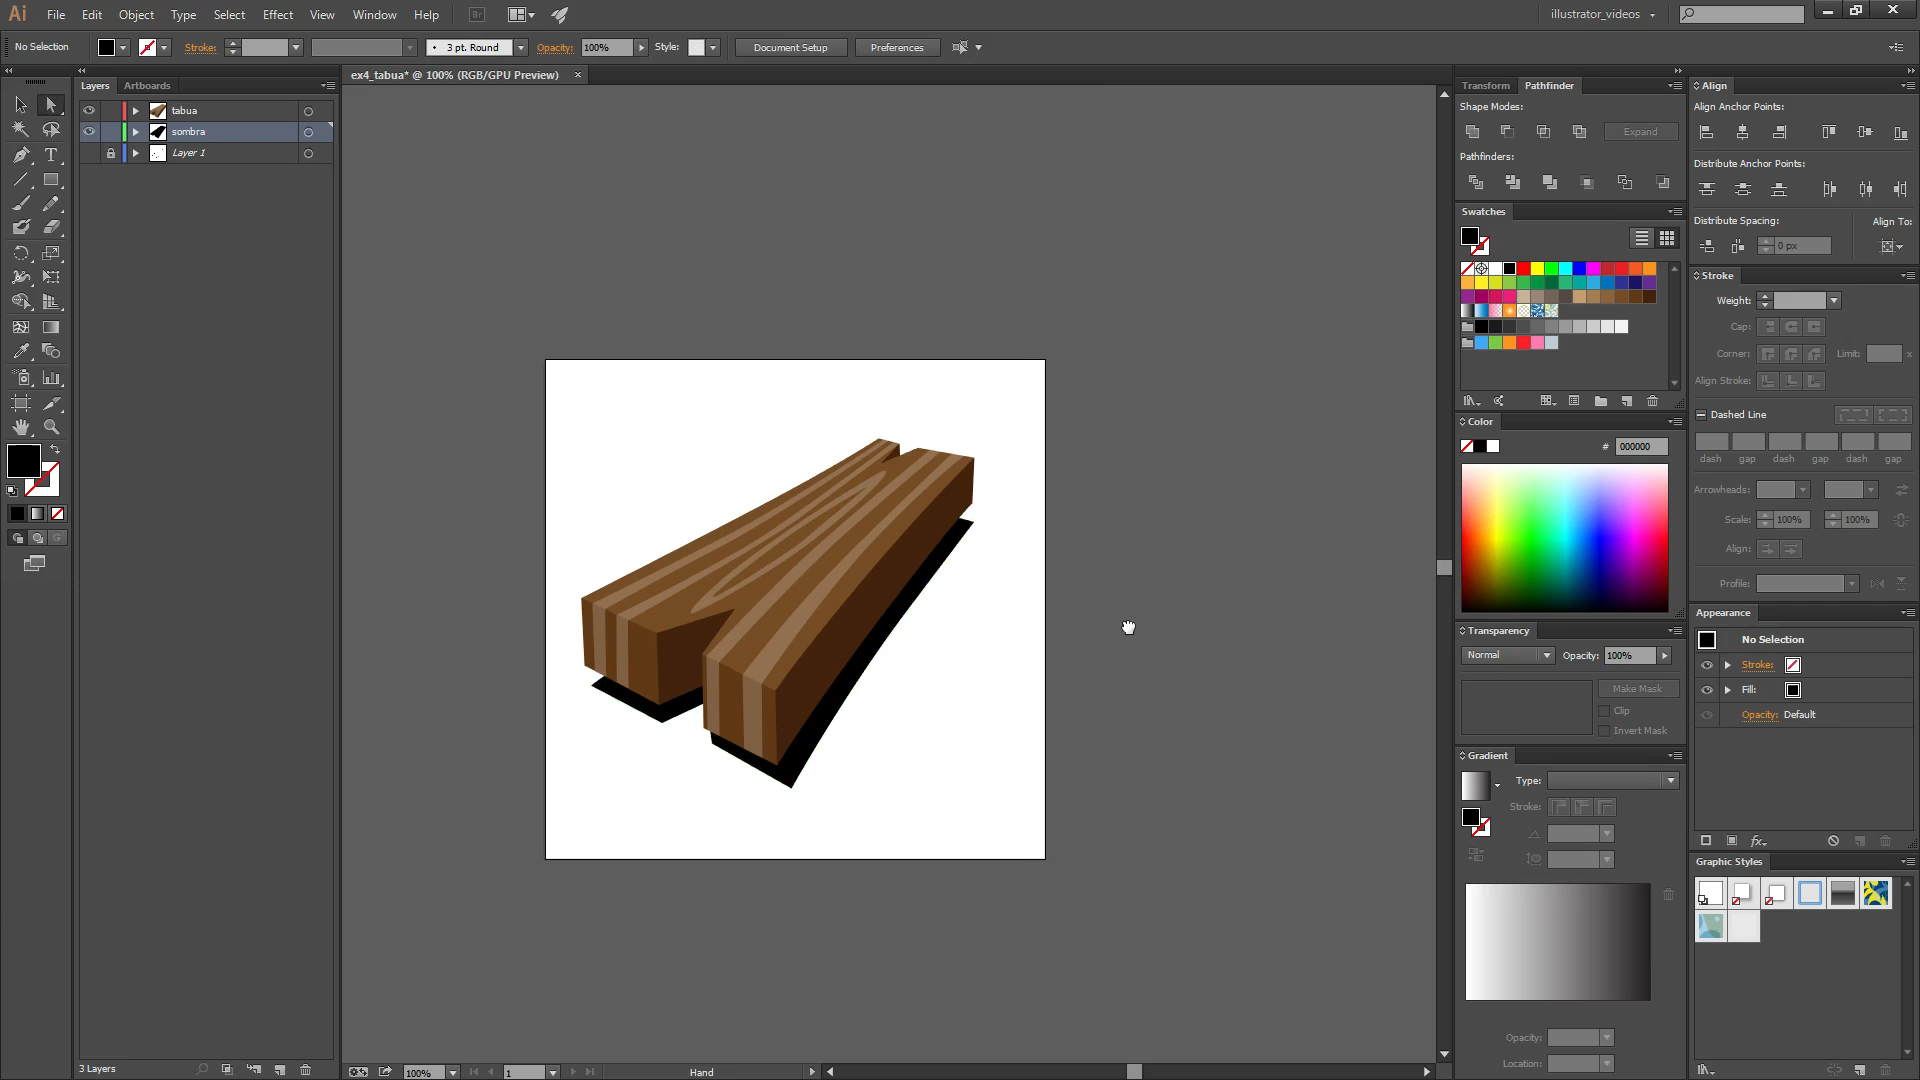 Ai File Edit Object Type Select Effect View Window Help Br illustrator_videos
No Selection Stroke: 3 pt. Round Opacity: 100% Style: Document Setup Preferences
Layers Artboards
tabua
sombra
Layer 1
3 Layers
ex4_tabua* @ 100% (RGB/GPU Preview)
100% 1 Hand
Transform Pathfinder
Shape Modes:
Expand
Pathfinders:
Swatches
Color
# 000000
Transparency
Normal Opacity: 100%
Make Mask
Clip
Invert Mask
Gradient
Type:
Stroke:
Opacity:
Location:
Align
Align Anchor Points:
Distribute Anchor Points:
Distribute Spacing: Align To:
0 px
Stroke
Weight:
Cap:
Corner: Limit: x
Align Stroke:
Dashed Line
dash gap dash gap dash gap
Arrowheads:
Scale: 100% 100%
Align:
Profile:
Appearance
No Selection
Stroke:
Fill:
Opacity: Default
fx
Graphic Styles